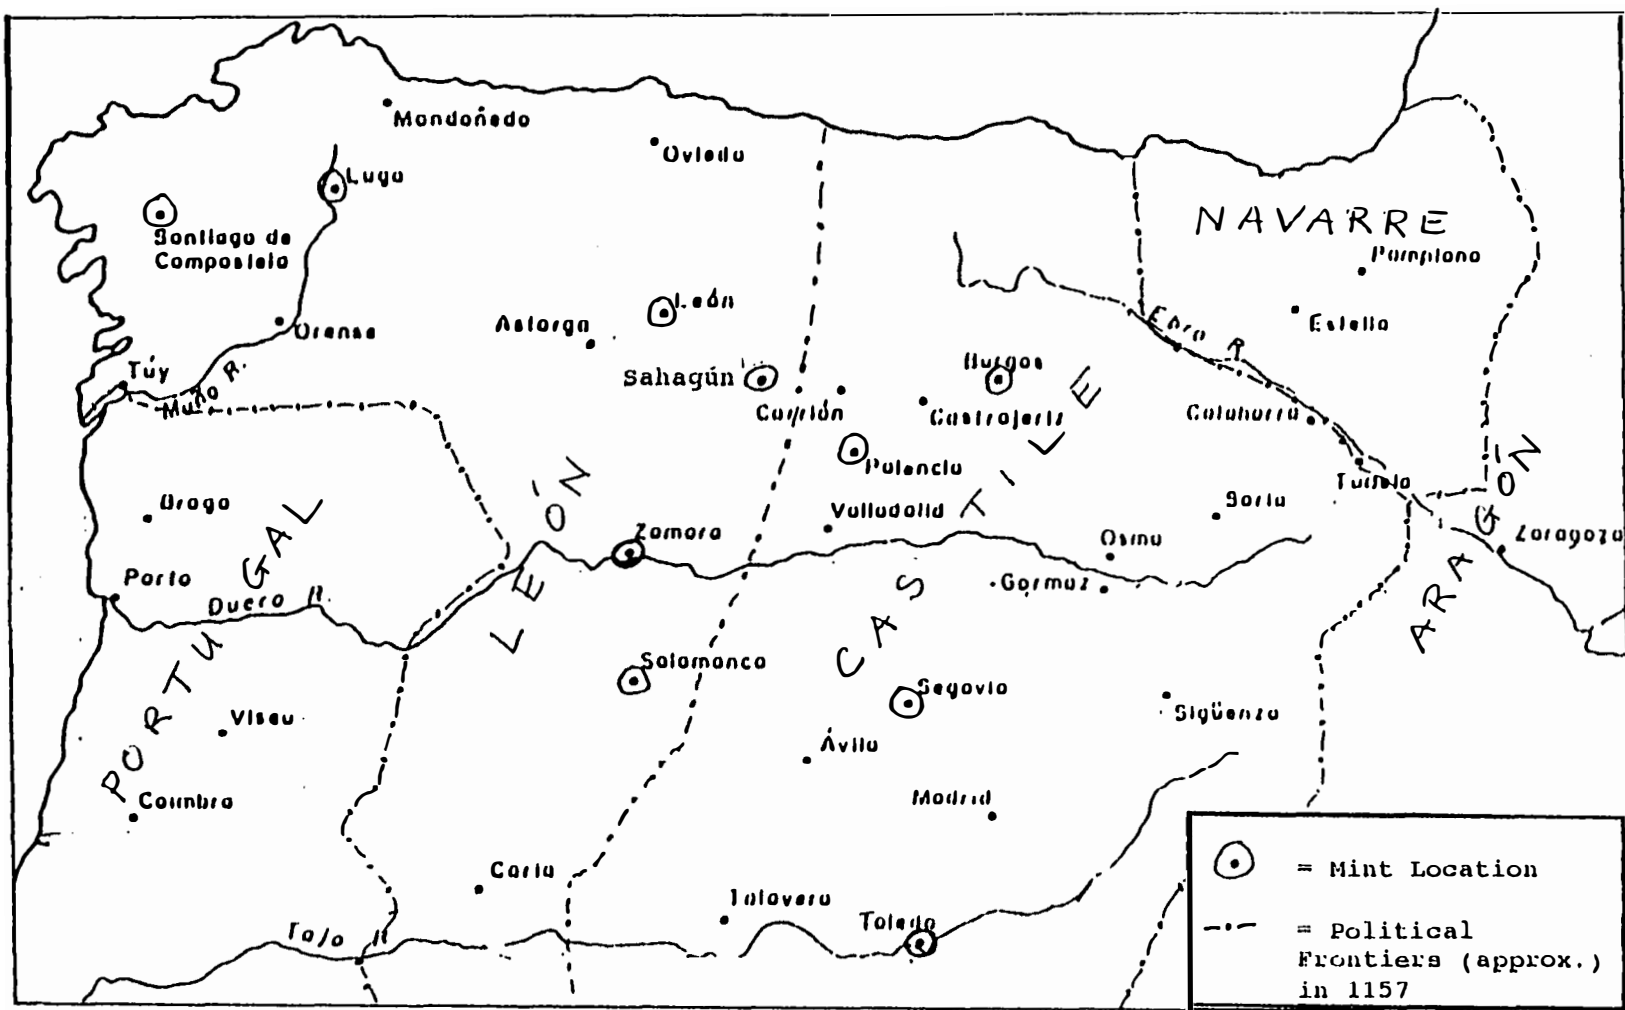 Mondoñedo
Oviedo
Lugo
NAVARRE
Santiago de
Compostela
Pamplona
León
Estella
Orense
Astorga
Ebro R.
Túy
Sahagún
Burgos
Miño R.
Carrión
Castrojeriz
Calahorra
Palencia
Tudela
Braga
Valladolid
Soria
Zamora
Osma
Zaragoza
Porto
Duero R.
Gormaz
PORTUGAL
LEÓN
CASTILE
ARAGÓN
Salamanca
Segovia
Sigüenza
Viseu
Ávila
Coimbra
Madrid
Coria
Talavera
Toledo
Tajo R.
= Mint Location
= Political
Frontiers (approx.)
in 1157